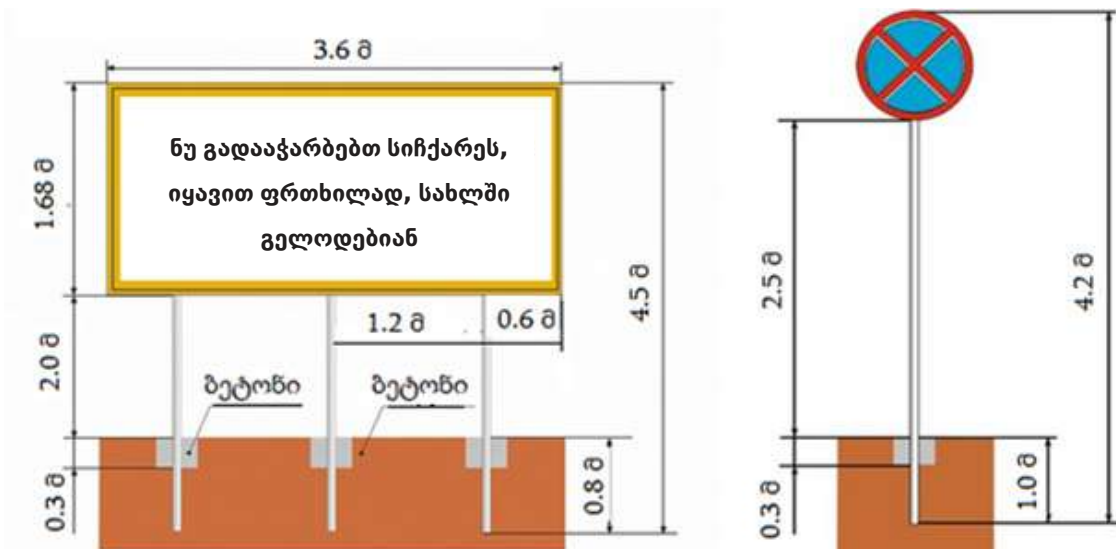 3.6 მ
ნუ გადააჭარბებთ სიჩქარეს,
იყავით ფრთხილად, სახლში
გელოდებიან
1.68 მ
2.0 მ
0.3 მ
1.2 მ
0.6 მ
ბეტონი
ბეტონი
0.8 მ
4.5 მ
2.5 მ
0.3 მ
1.0 მ
4.2 მ